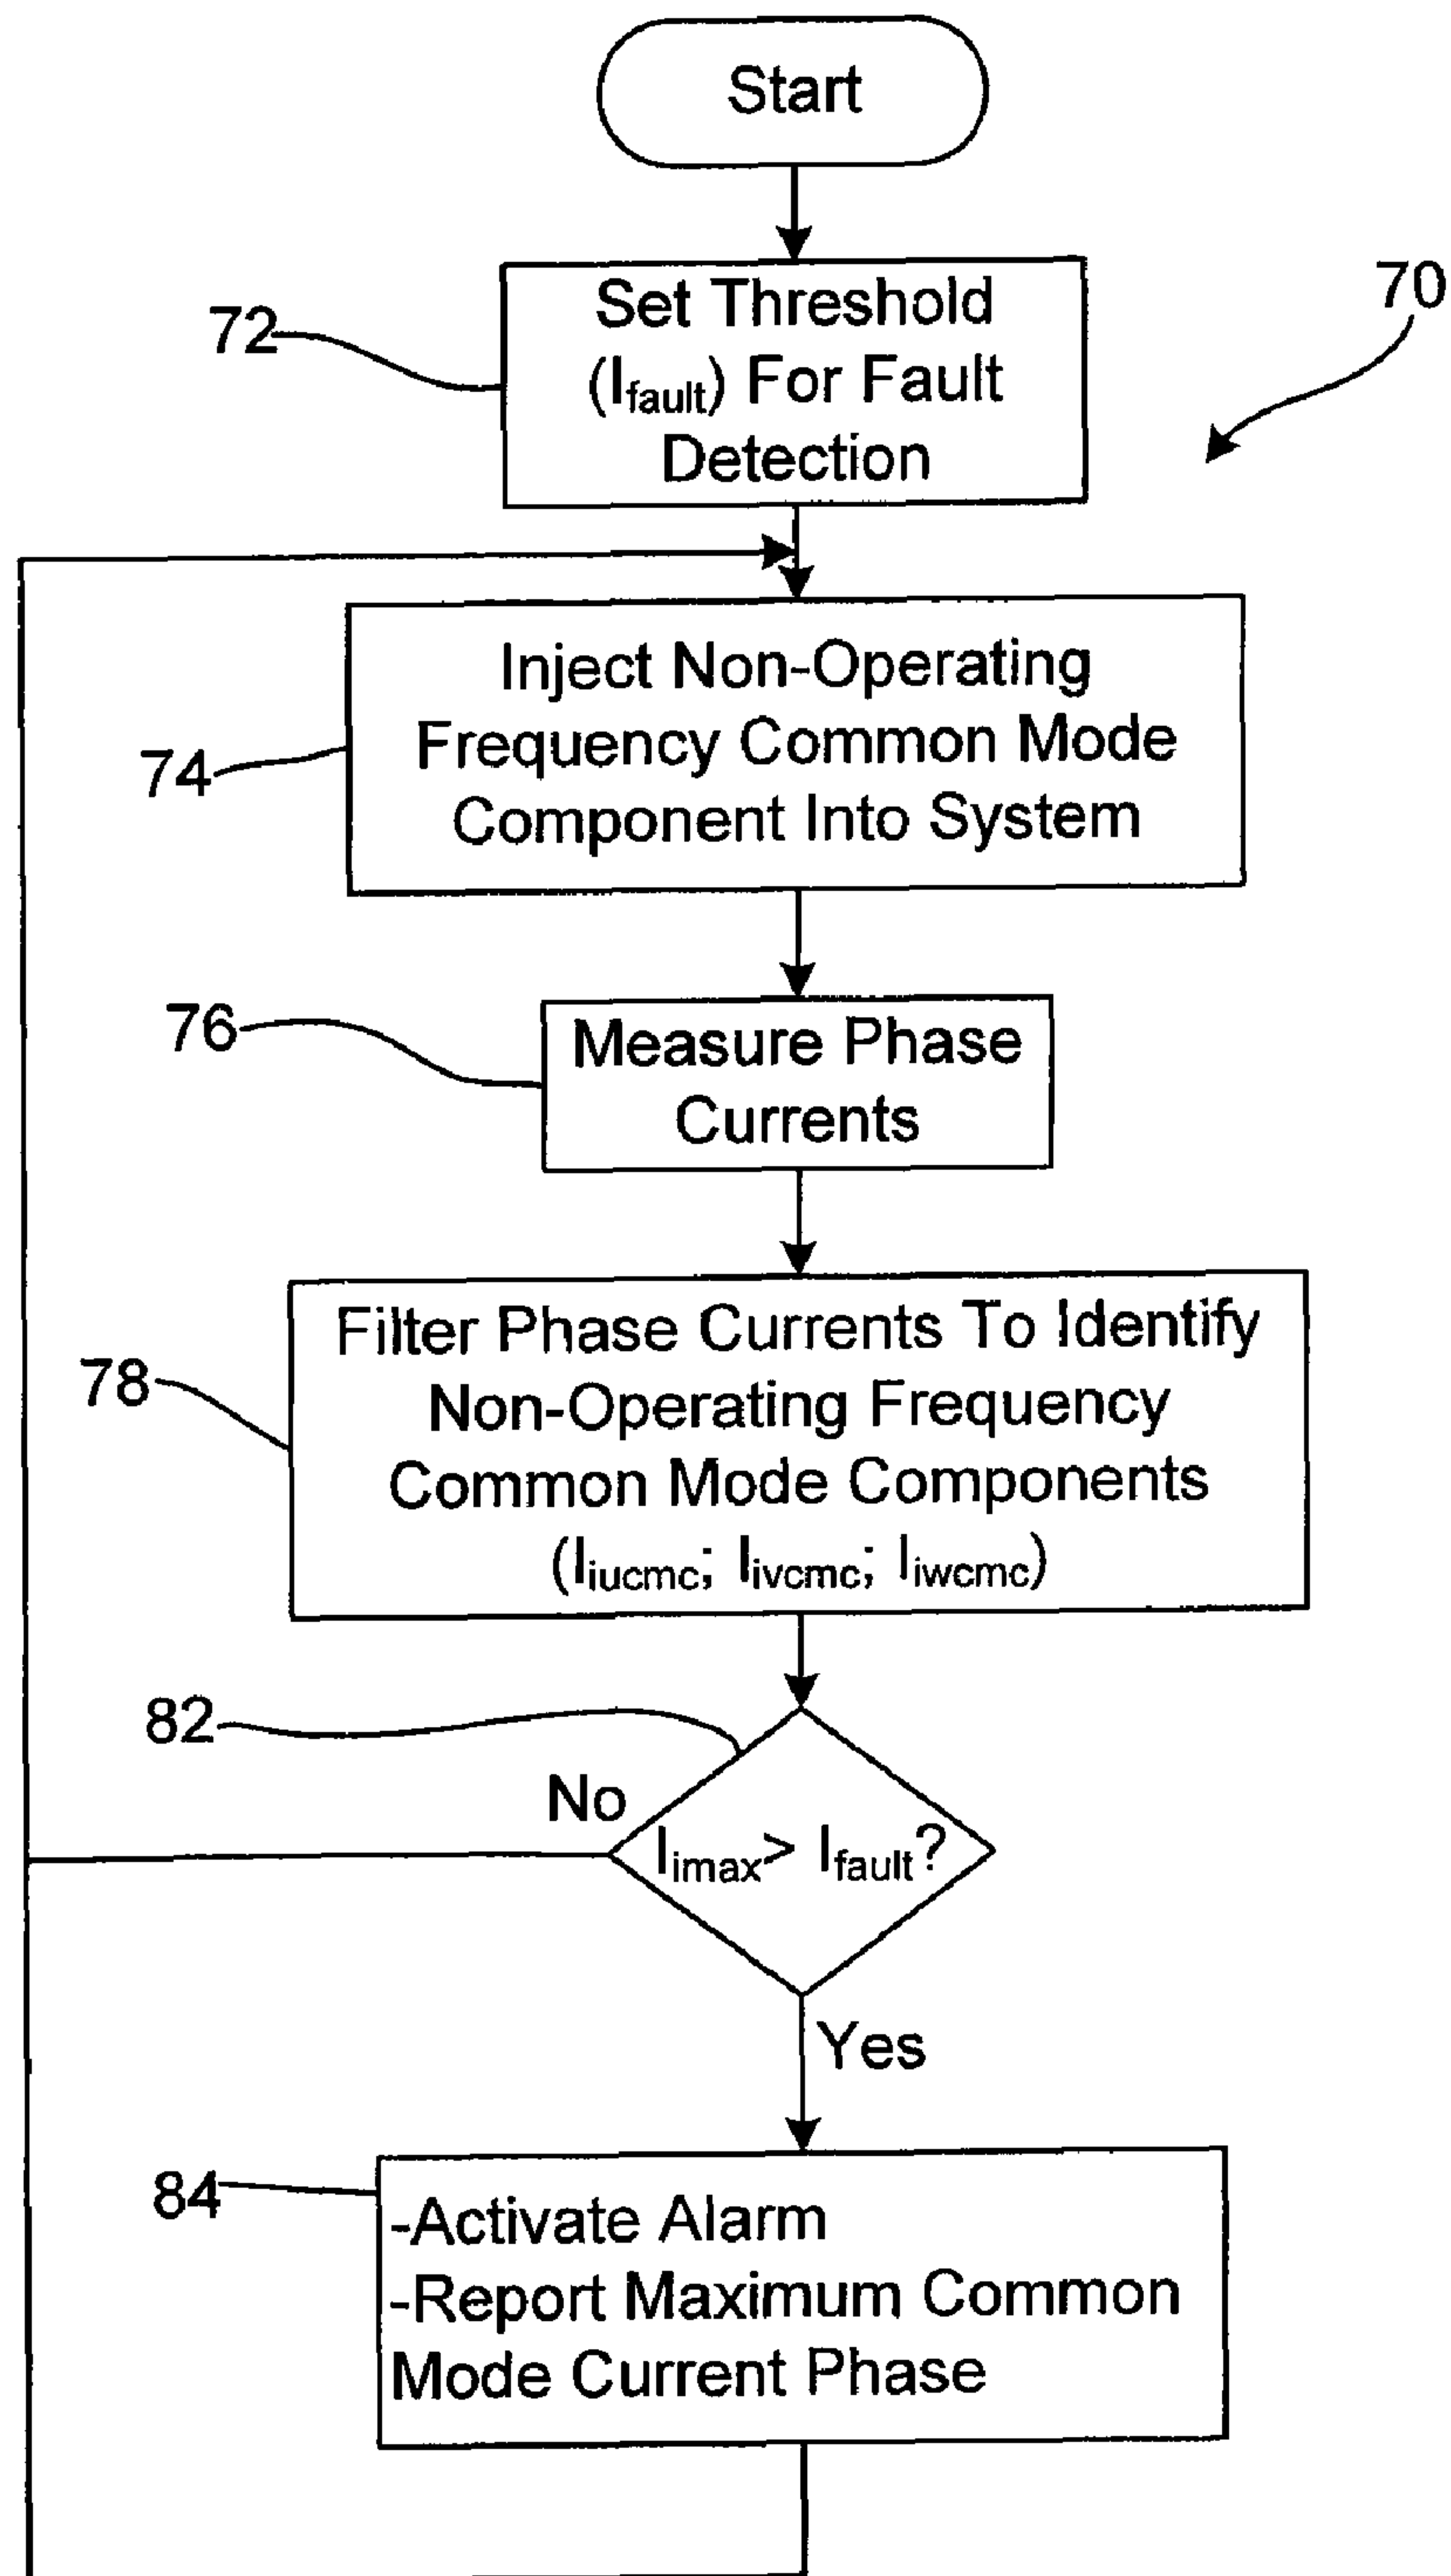 Start
70
72
Set Threshold
(Ifault) For Fault
Detection
74
Inject Non-Operating
Frequency Common Mode
Component Into System
76
Measure Phase
Currents
78
Filter Phase Currents To Identify
Non-Operating Frequency
Common Mode Components
(Iiucmc; Iivcmc; Iiwcmc)
82
No
Iimax> Ifault?
Yes
84
-Activate Alarm
-Report Maximum Common
Mode Current Phase